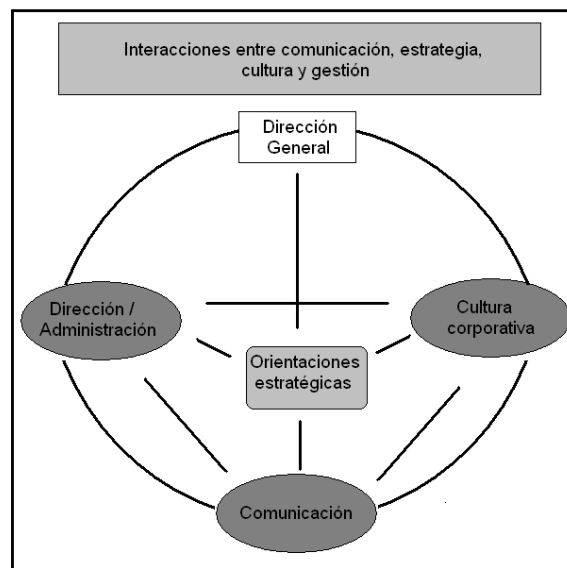 Interacciones entre comunicación, estrategia,
cultura y gestión
Dirección
General
Dirección /
Administración
Cultura
corporativa
Orientaciones
estratégicas
Comunicación